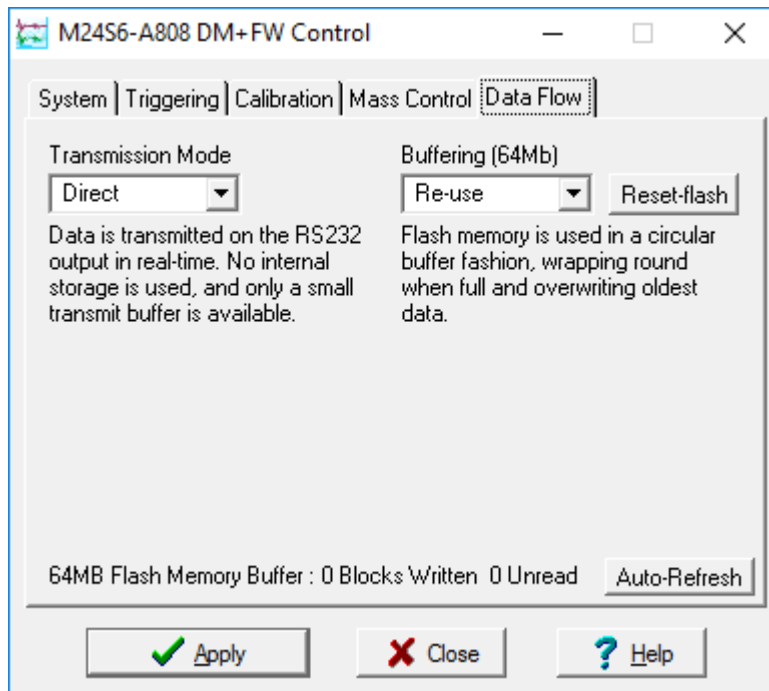 M24S6-A808 DM+FW Control
System Triggering Calibration Mass Control Data Flow
Transmission Mode
Direct
Data is transmitted on the RS232
output in real-time. No internal
storage is used, and only a small
transmit buffer is available.
Buffering (64Mb)
Re-use
Reset-flash
Flash memory is used in a circular
buffer fashion, wrapping round
when full and overwriting oldest
data.
64MB Flash Memory Buffer : 0 Blocks Written 0 Unread
Auto-Refresh
Apply
Close
Help